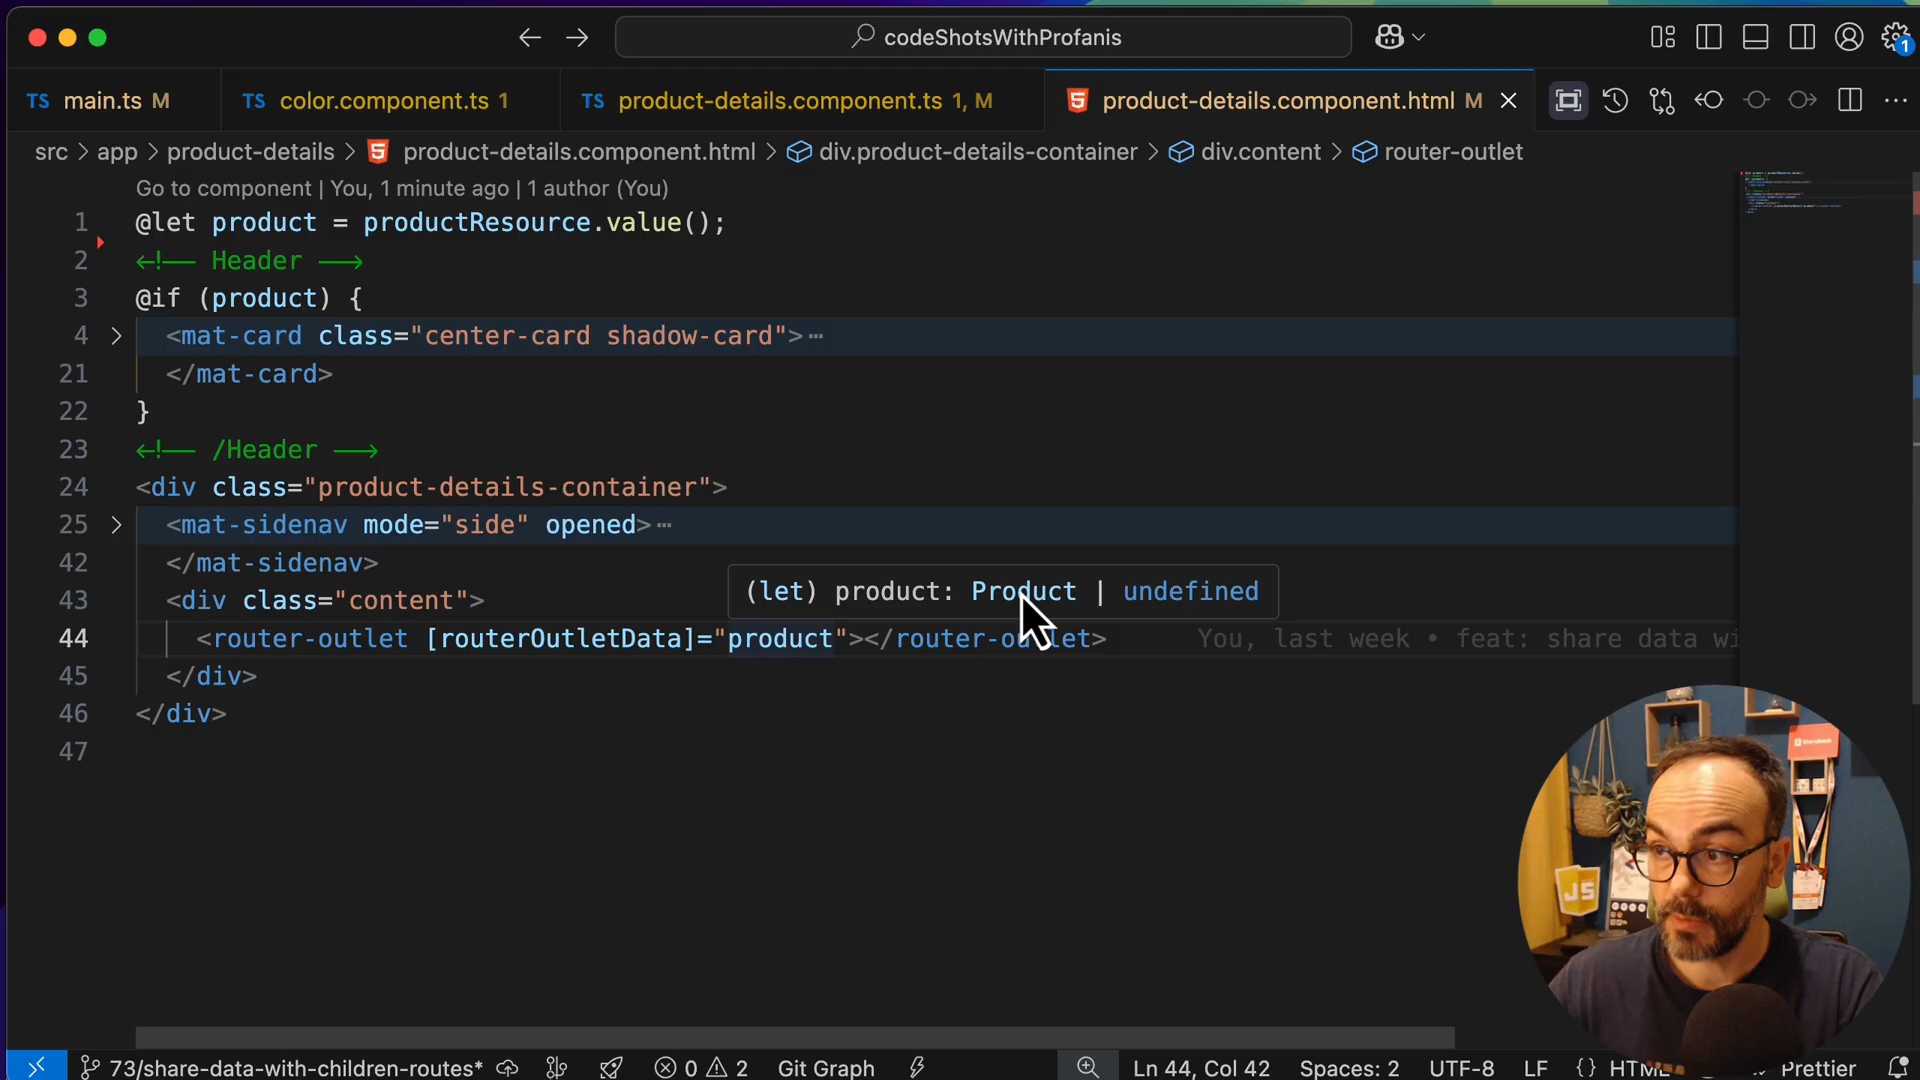 codeShotsWithProfanis
1
TS main.ts M
TS color.component.ts 1
TS product-details.component.ts 1, M
product-details.component.html M
src > app > product-details > product-details.component.html > div.product-details-container > div.content > router-outlet
Go to component | You, 1 minute ago | 1 author (You)
1 @let product = productResource.value();
2 <!-- Header -->
3 @if (product) {
4 <mat-card class="center-card shadow-card">⋯
21 </mat-card>
22 }
23 <!-- /Header -->
24 <div class="product-details-container">
25 <mat-sidenav mode="side" opened>⋯
42 </mat-sidenav>
(let) product: Product | undefined
43 <div class="content">
44 <router-outlet [routerOutletData]="product"></router-outlet> You, last week • feat: share data wi
45 </div>
46 </div>
47
JS
73/share-data-with-children-routes* 0 2 Git Graph Ln 44, Col 42 Spaces: 2 UTF-8 LF {} HTML Prettier